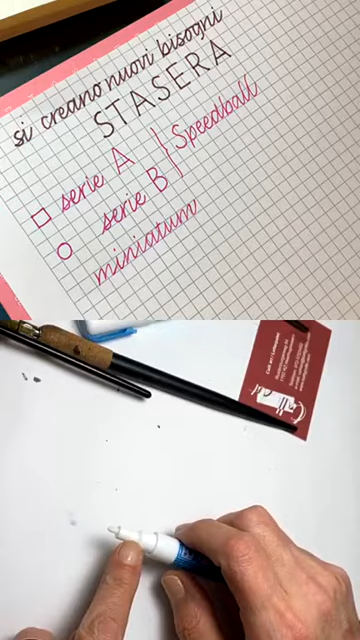 si creano nuovi bisogni
STASERA
serie A
serie B
Speedball
miniatum